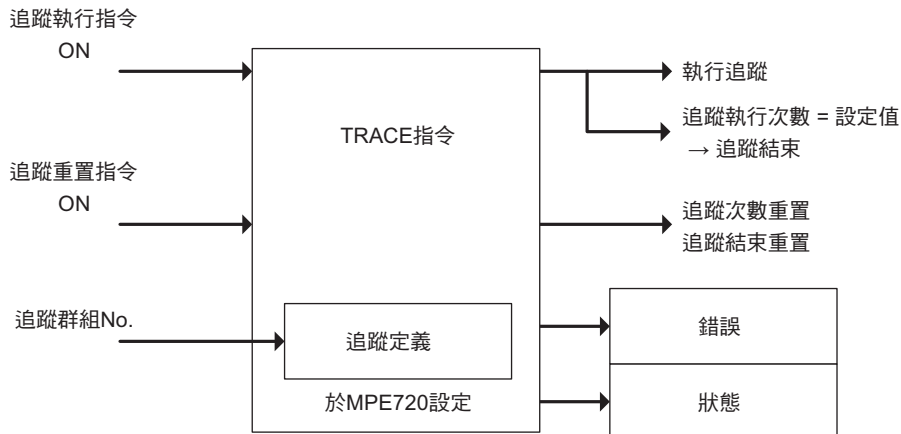 追蹤執行指令
ON
追蹤重置指令
ON
追蹤群組No.
TRACE指令
追蹤定義
於MPE720設定
執行追蹤
追蹤執行次數 = 設定值
→ 追蹤結束
追蹤次數重置
追蹤結束重置
錯誤
狀態